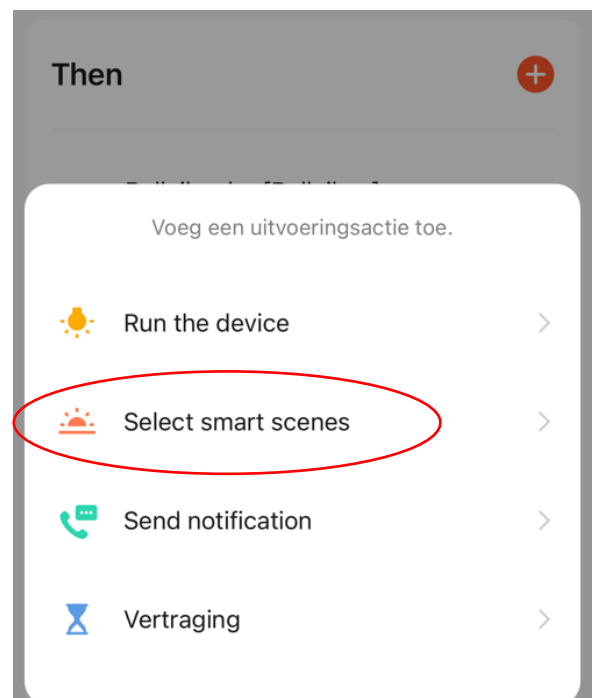 Then
Voeg een uitvoeringsactie toe.
Run the device
Select smart scenes
Send notification
Vertraging